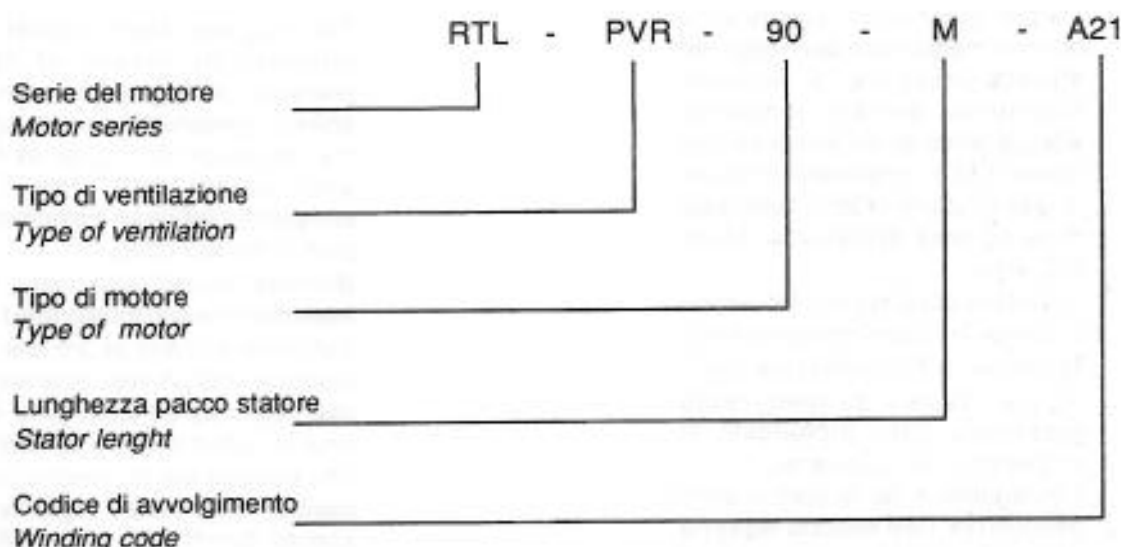 RTL - PVR - 90 - M - A21
Serie del motore
Motor series
Tipo di ventilazione
Type of ventilation
Tipo di motore
Type of motor
Lunghezza pacco statore
Stator lenght
Codice di avvolgimento
Winding code